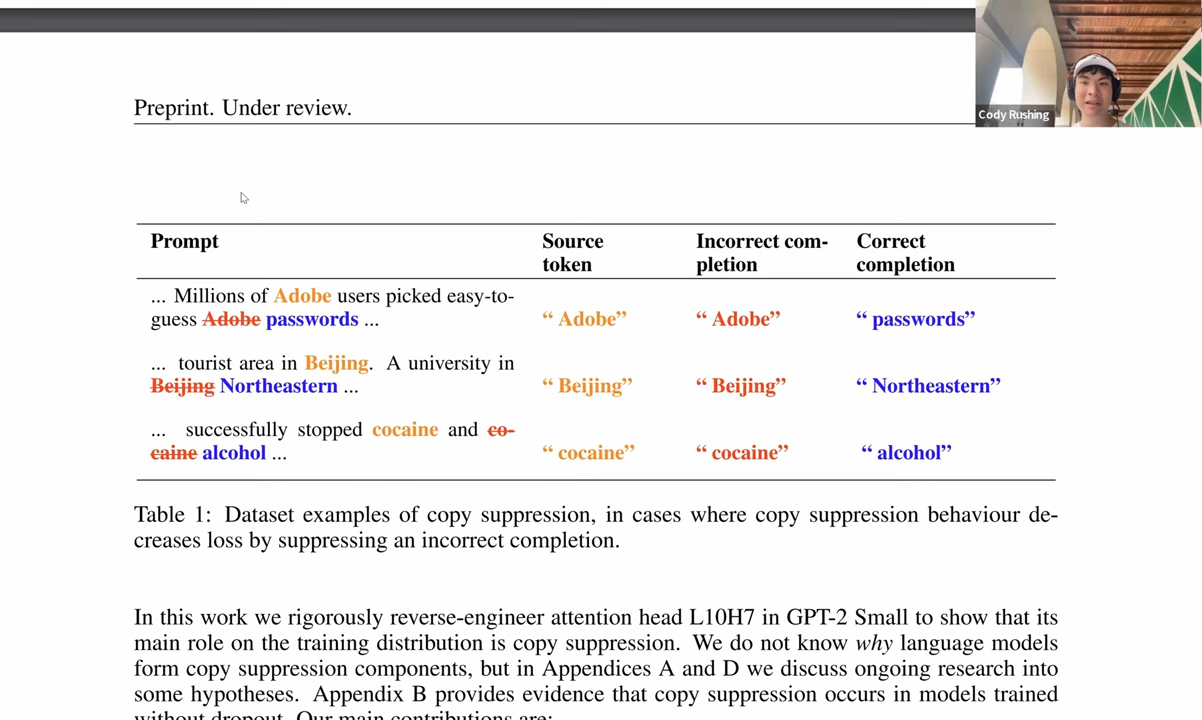 Preprint. Under review.
Cody Rushing
Prompt Source token Incorrect com-pletion Correct completion
... Millions of Adobe users picked easy-to-
guess Adobe passwords ... “ Adobe” “ Adobe” “ passwords”
... tourist area in Beijing. A university in
Beijing Northeastern ... “ Beijing” “ Beijing” “ Northeastern”
... successfully stopped cocaine and co-
caine alcohol ... “ cocaine” “ cocaine” “ alcohol”
Table 1: Dataset examples of copy suppression, in cases where copy suppression behaviour de-
creases loss by suppressing an incorrect completion.
In this work we rigorously reverse-engineer attention head L10H7 in GPT-2 Small to show that its
main role on the training distribution is copy suppression. We do not know why language models
form copy suppression components, but in Appendices A and D we discuss ongoing research into
some hypotheses. Appendix B provides evidence that copy suppression occurs in models trained
without dropout. Our main contributions are: